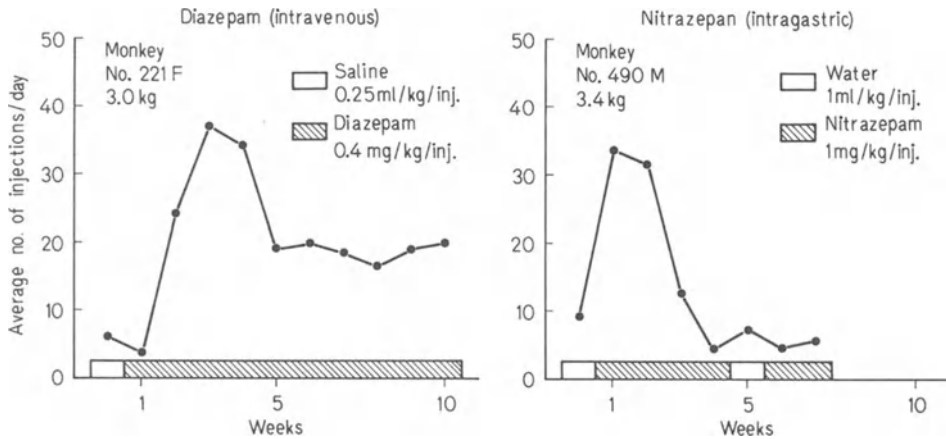 Diazepam (intravenous)
50
40
30
20
10
0
Average no. of injections/day
Monkey
No. 221 F
3.0 kg
Saline
0.25ml/kg/inj.
Diazepam
0.4 mg/kg/inj.
1
5
10
Weeks
Nitrazepan (intragastric)
50
40
30
20
10
0
Monkey
No. 490 M
3.4 kg
Water
1ml/kg/inj.
Nitrazepam
1mg/kg/inj.
1
5
10
Weeks